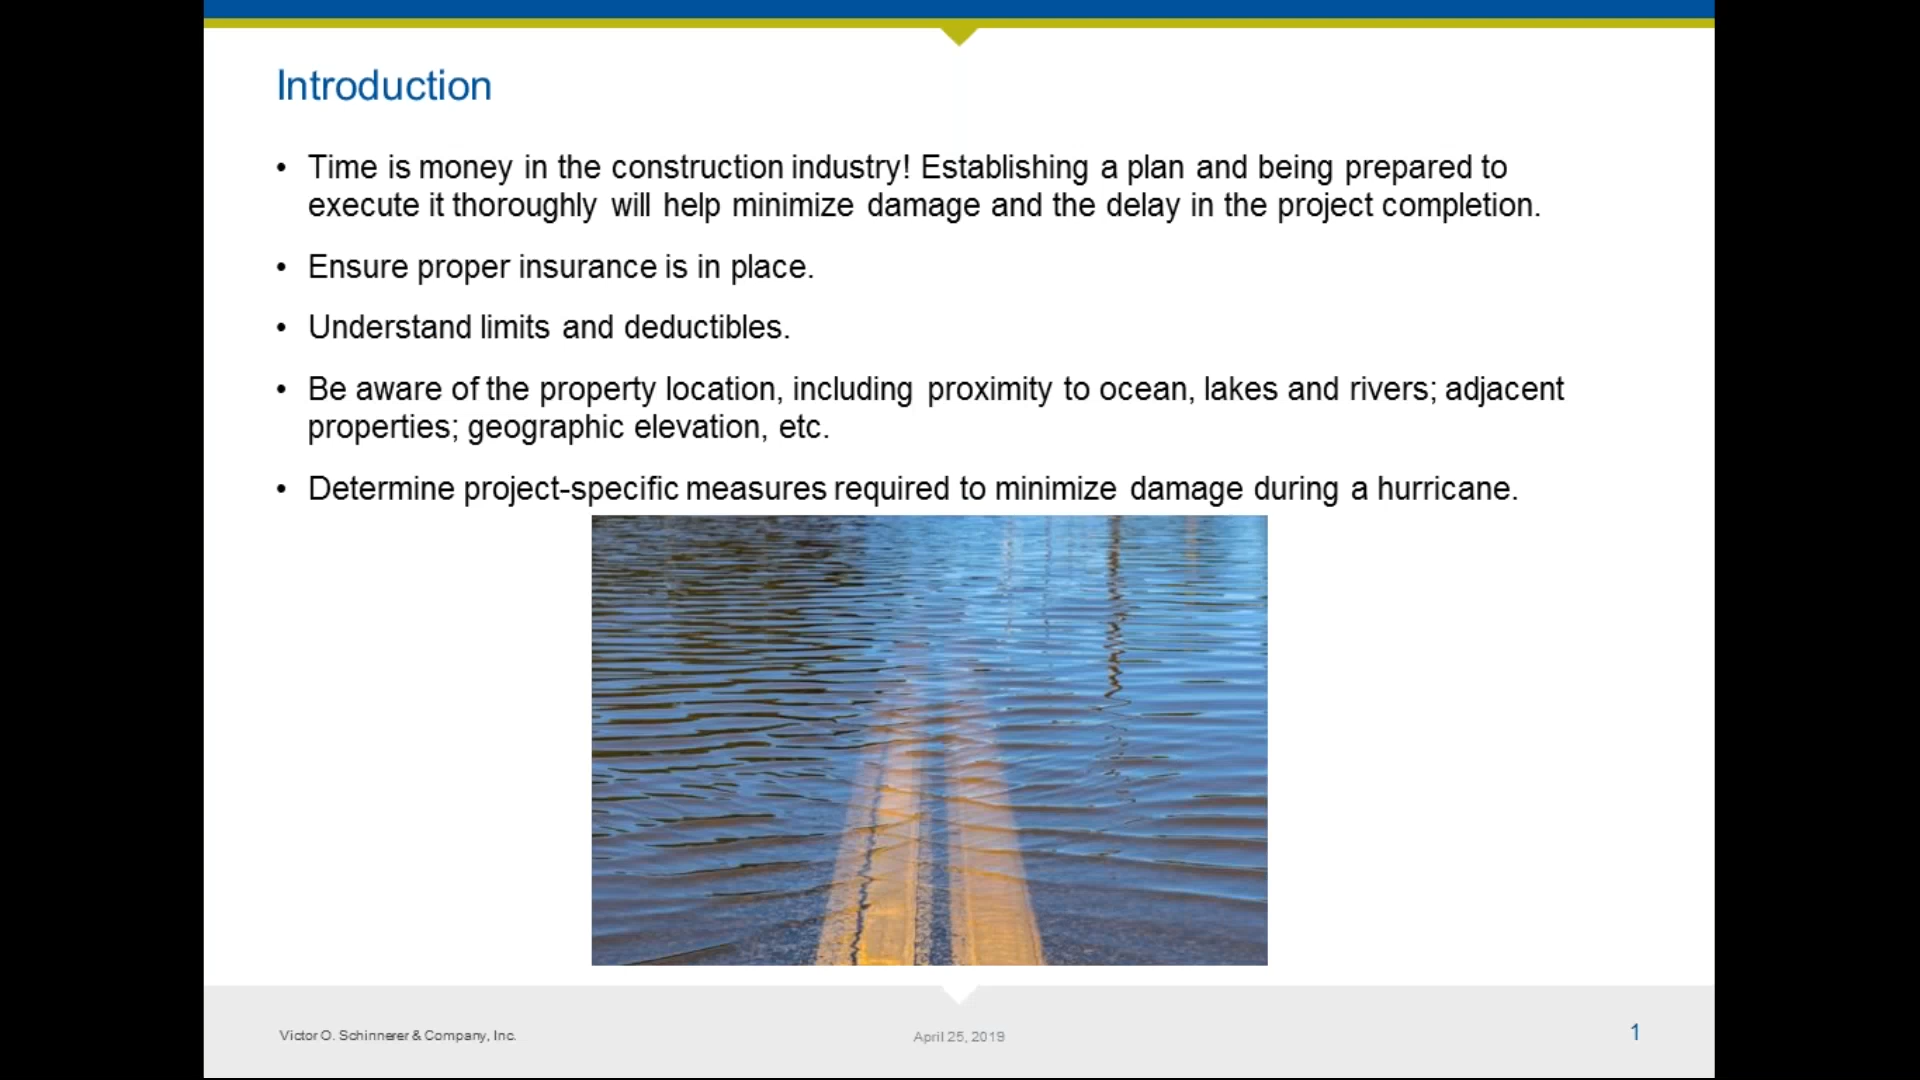 Introduction
• Time is money in the construction industry! Establishing a plan and being prepared to
execute it thoroughly will help minimize damage and the delay in the project completion.
• Ensure proper insurance is in place.
• Understand limits and deductibles.
• Be aware of the property location, including proximity to ocean, lakes and rivers; adjacent
properties; geographic elevation, etc.
• Determine project-specific measures required to minimize damage during a hurricane.
Victor O. Schinnerer & Company, Inc.
April 25, 2019
1